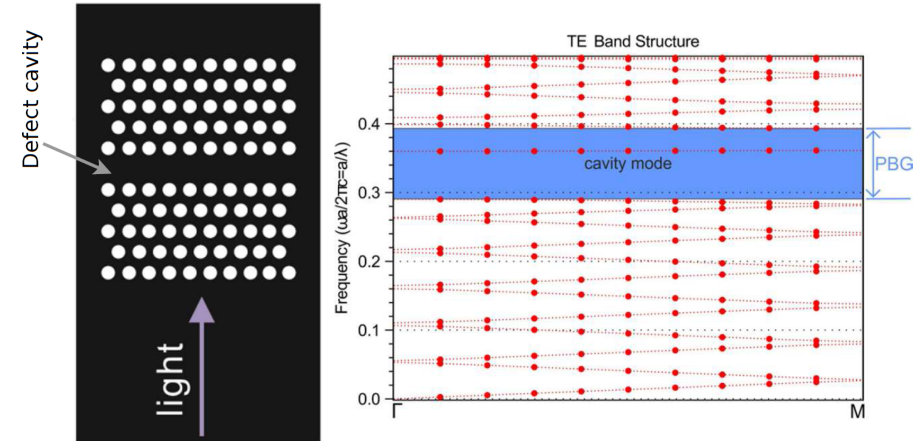 Defect cavity
light
TE Band Structure
Frequency (ωa/2πc=a/λ)
0.4
0.3
0.2
0.1
0.0
cavity mode
PBG
Γ
M